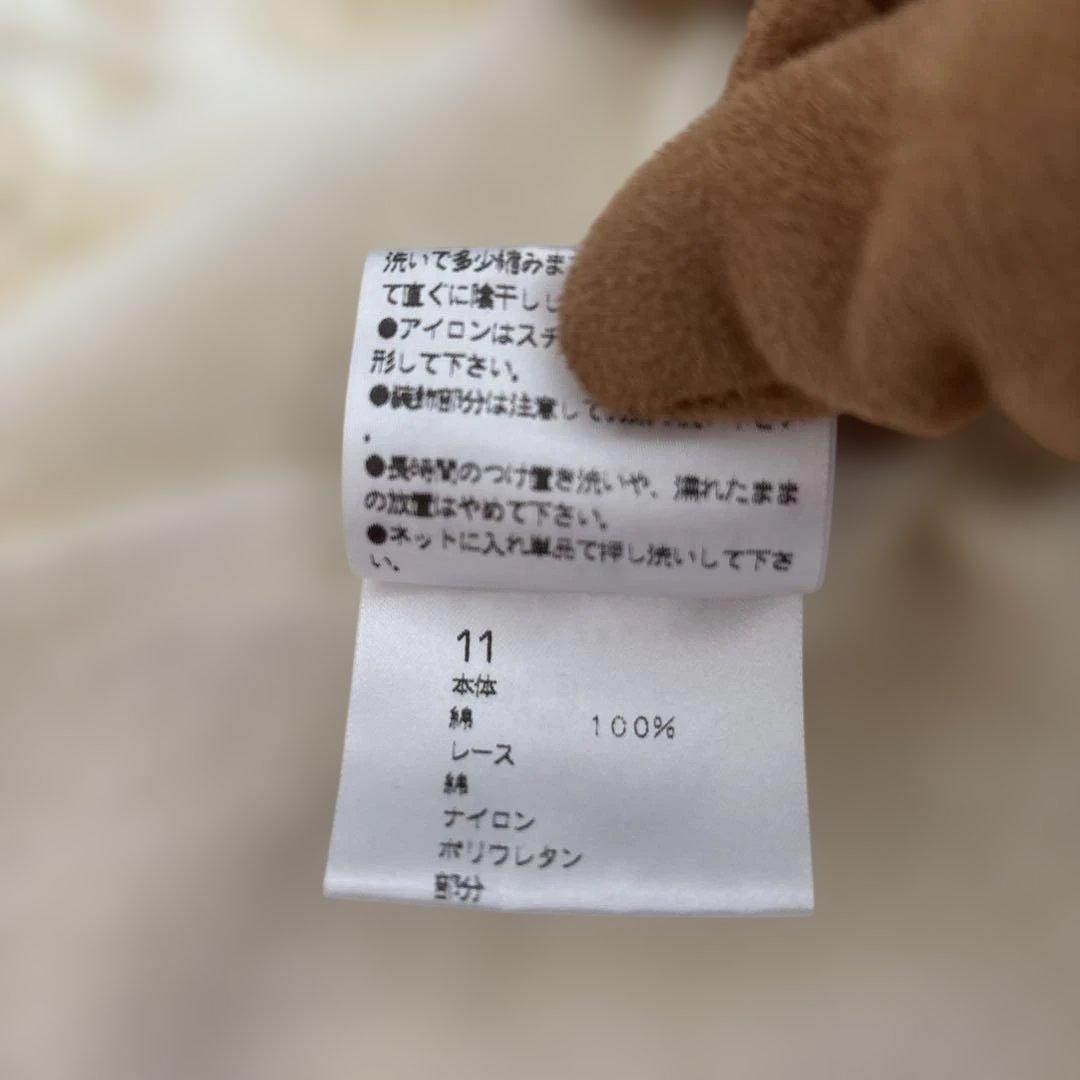 洗いで多少縮みま
て直ぐに陰干し
●アイロンはスチ
形して下さい。
●装飾部分は注意して
。
●長時間のつけ置き洗いや、濡れたまま
の放置はやめて下さい。
●ネットに入れ単品で押し洗いして下さ
い。
11
本体
綿 100%
レース
綿
ナイロン
ポリウレタン
部分